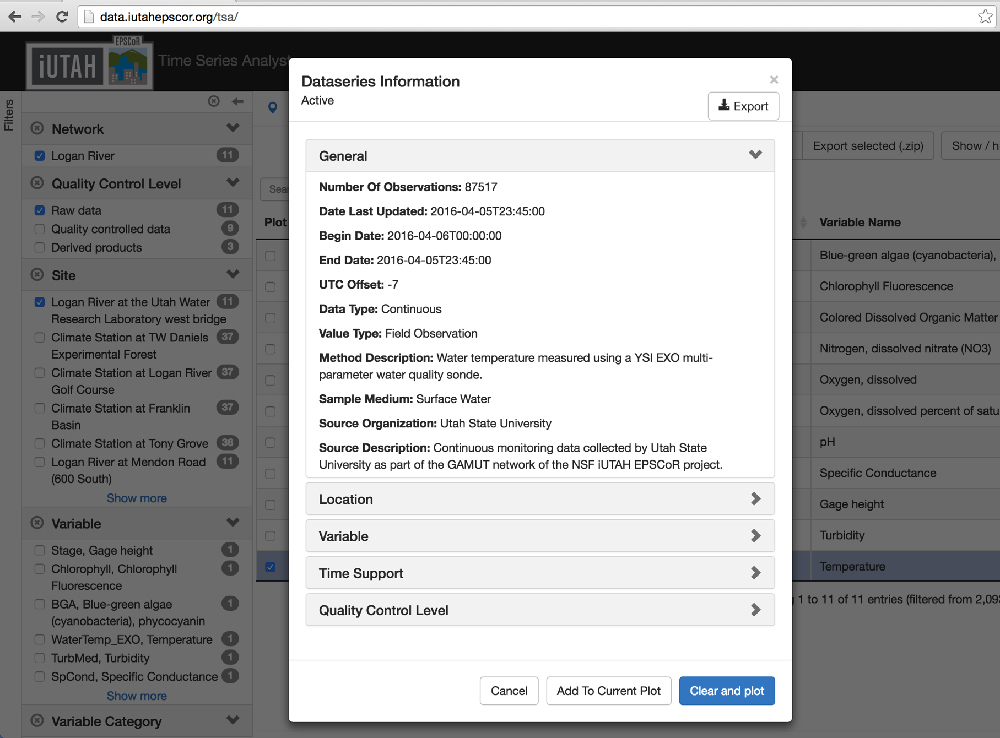 data.iutahepscor.org/tsa/
EPSCoR
iUTAH
Time Series Analyst
Filters
Network
Logan River 11
Quality Control Level
Raw data 11
Quality controlled data 9
Derived products 3
Site
Logan River at the Utah Water 11
Research Laboratory west bridge
Climate Station at TW Daniels 37
Experimental Forest
Climate Station at Logan River 37
Golf Course
Climate Station at Franklin 37
Basin
Climate Station at Tony Grove 36
Logan River at Mendon Road 11
(600 South)
Show more
Variable
Stage, Gage height 1
Chlorophyll, Chlorophyll 1
Fluorescence
BGA, Blue-green algae 1
(cyanobacteria), phycocyanin
WaterTemp_EXO, Temperature 1
TurbMed, Turbidity 1
SpCond, Specific Conductance 1
Show more
Variable Category
Sear
Plot
Dataseries Information
×
Active
Export
General
Number Of Observations: 87517
Date Last Updated: 2016-04-05T23:45:00
Begin Date: 2016-04-06T00:00:00
End Date: 2016-04-05T23:45:00
UTC Offset: -7
Data Type: Continuous
Value Type: Field Observation
Method Description: Water temperature measured using a YSI EXO multi-
parameter water quality sonde.
Sample Medium: Surface Water
Source Organization: Utah State University
Source Description: Continuous monitoring data collected by Utah State
University as part of the GAMUT network of the NSF iUTAH EPSCoR project.
Location
Variable
Time Support
Quality Control Level
Cancel
Add To Current Plot
Clear and plot
Export selected (.zip)
Show / h
Variable Name
Blue-green algae (cyanobacteria),
Chlorophyll Fluorescence
Colored Dissolved Organic Matter
Nitrogen, dissolved nitrate (NO3)
Oxygen, dissolved
Oxygen, dissolved percent of satu
pH
Specific Conductance
Gage height
Turbidity
Temperature
1 to 11 of 11 entries (filtered from 2,093